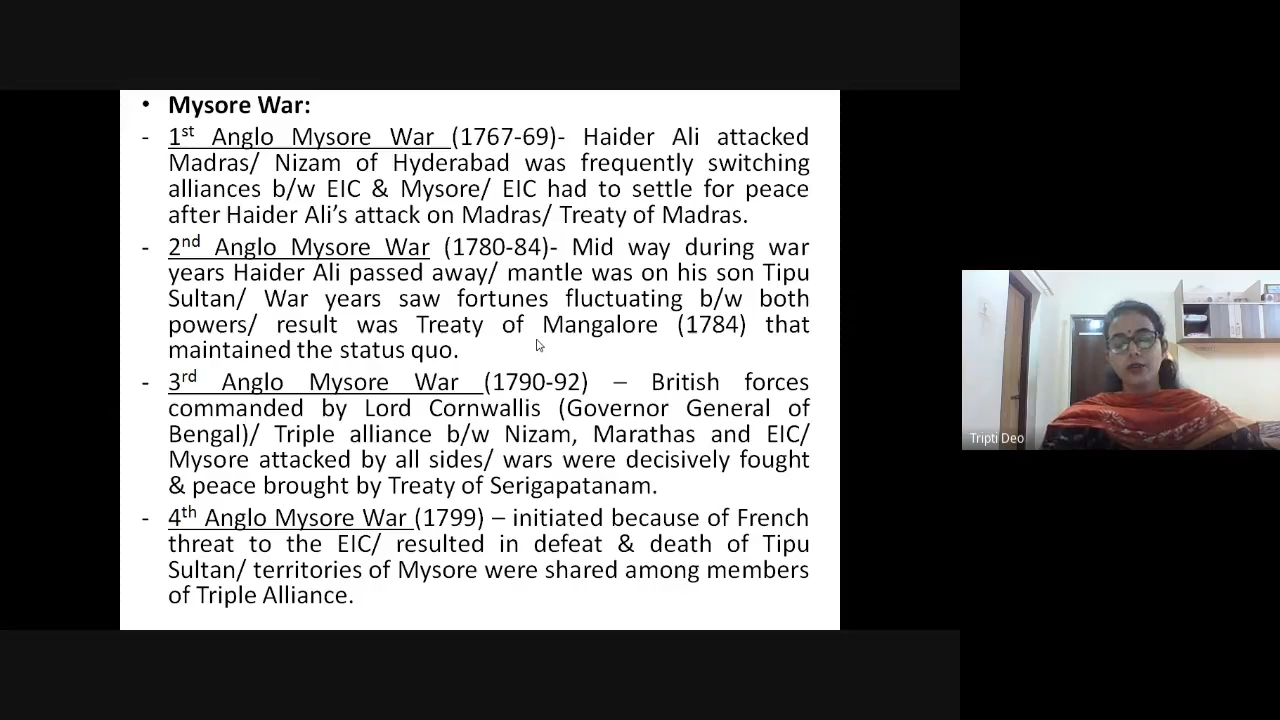 • Mysore War:
- 1st Anglo Mysore War (1767-69)- Haider Ali attacked
Madras/ Nizam of Hyderabad was frequently switching
alliances b/w EIC & Mysore/ EIC had to settle for peace
after Haider Ali's attack on Madras/ Treaty of Madras.
- 2nd Anglo Mysore War (1780-84)- Mid way during war
years Haider Ali passed away/ mantle was on his son Tipu
Sultan/ War years saw fortunes fluctuating b/w both
powers/ result was Treaty of Mangalore (1784) that
maintained the status quo.
- 3rd Anglo Mysore War (1790-92) – British forces
commanded by Lord Cornwallis (Governor General of
Bengal)/ Triple alliance b/w Nizam, Marathas and EIC/
Mysore attacked by all sides/ wars were decisively fought
& peace brought by Treaty of Serigapatanam.
- 4th Anglo Mysore War (1799) – initiated because of French
threat to the EIC/ resulted in defeat & death of Tipu
Sultan/ territories of Mysore were shared among members
of Triple Alliance.
Tripti Deo